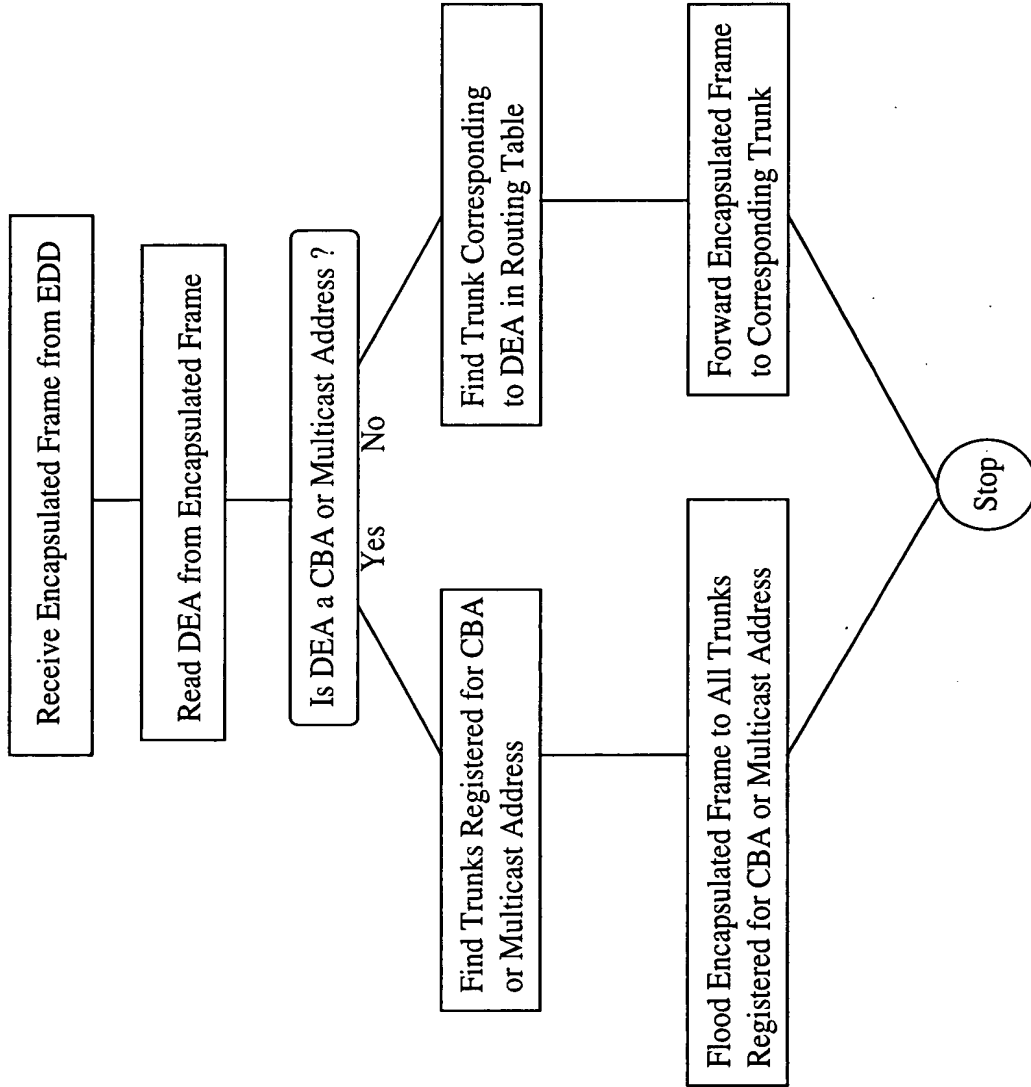 Receive Encapsulated Frame from EDD
Read DEA from Encapsulated Frame
Is DEA a CBA or Multicast Address ?
Yes
No
Find Trunks Registered for CBA
or Multicast Address
Find Trunk Corresponding
to DEA in Routing Table
Flood Encapsulated Frame to All Trunks
Registered for CBA or Multicast Address
Forward Encapsulated Frame
to Corresponding Trunk
Stop